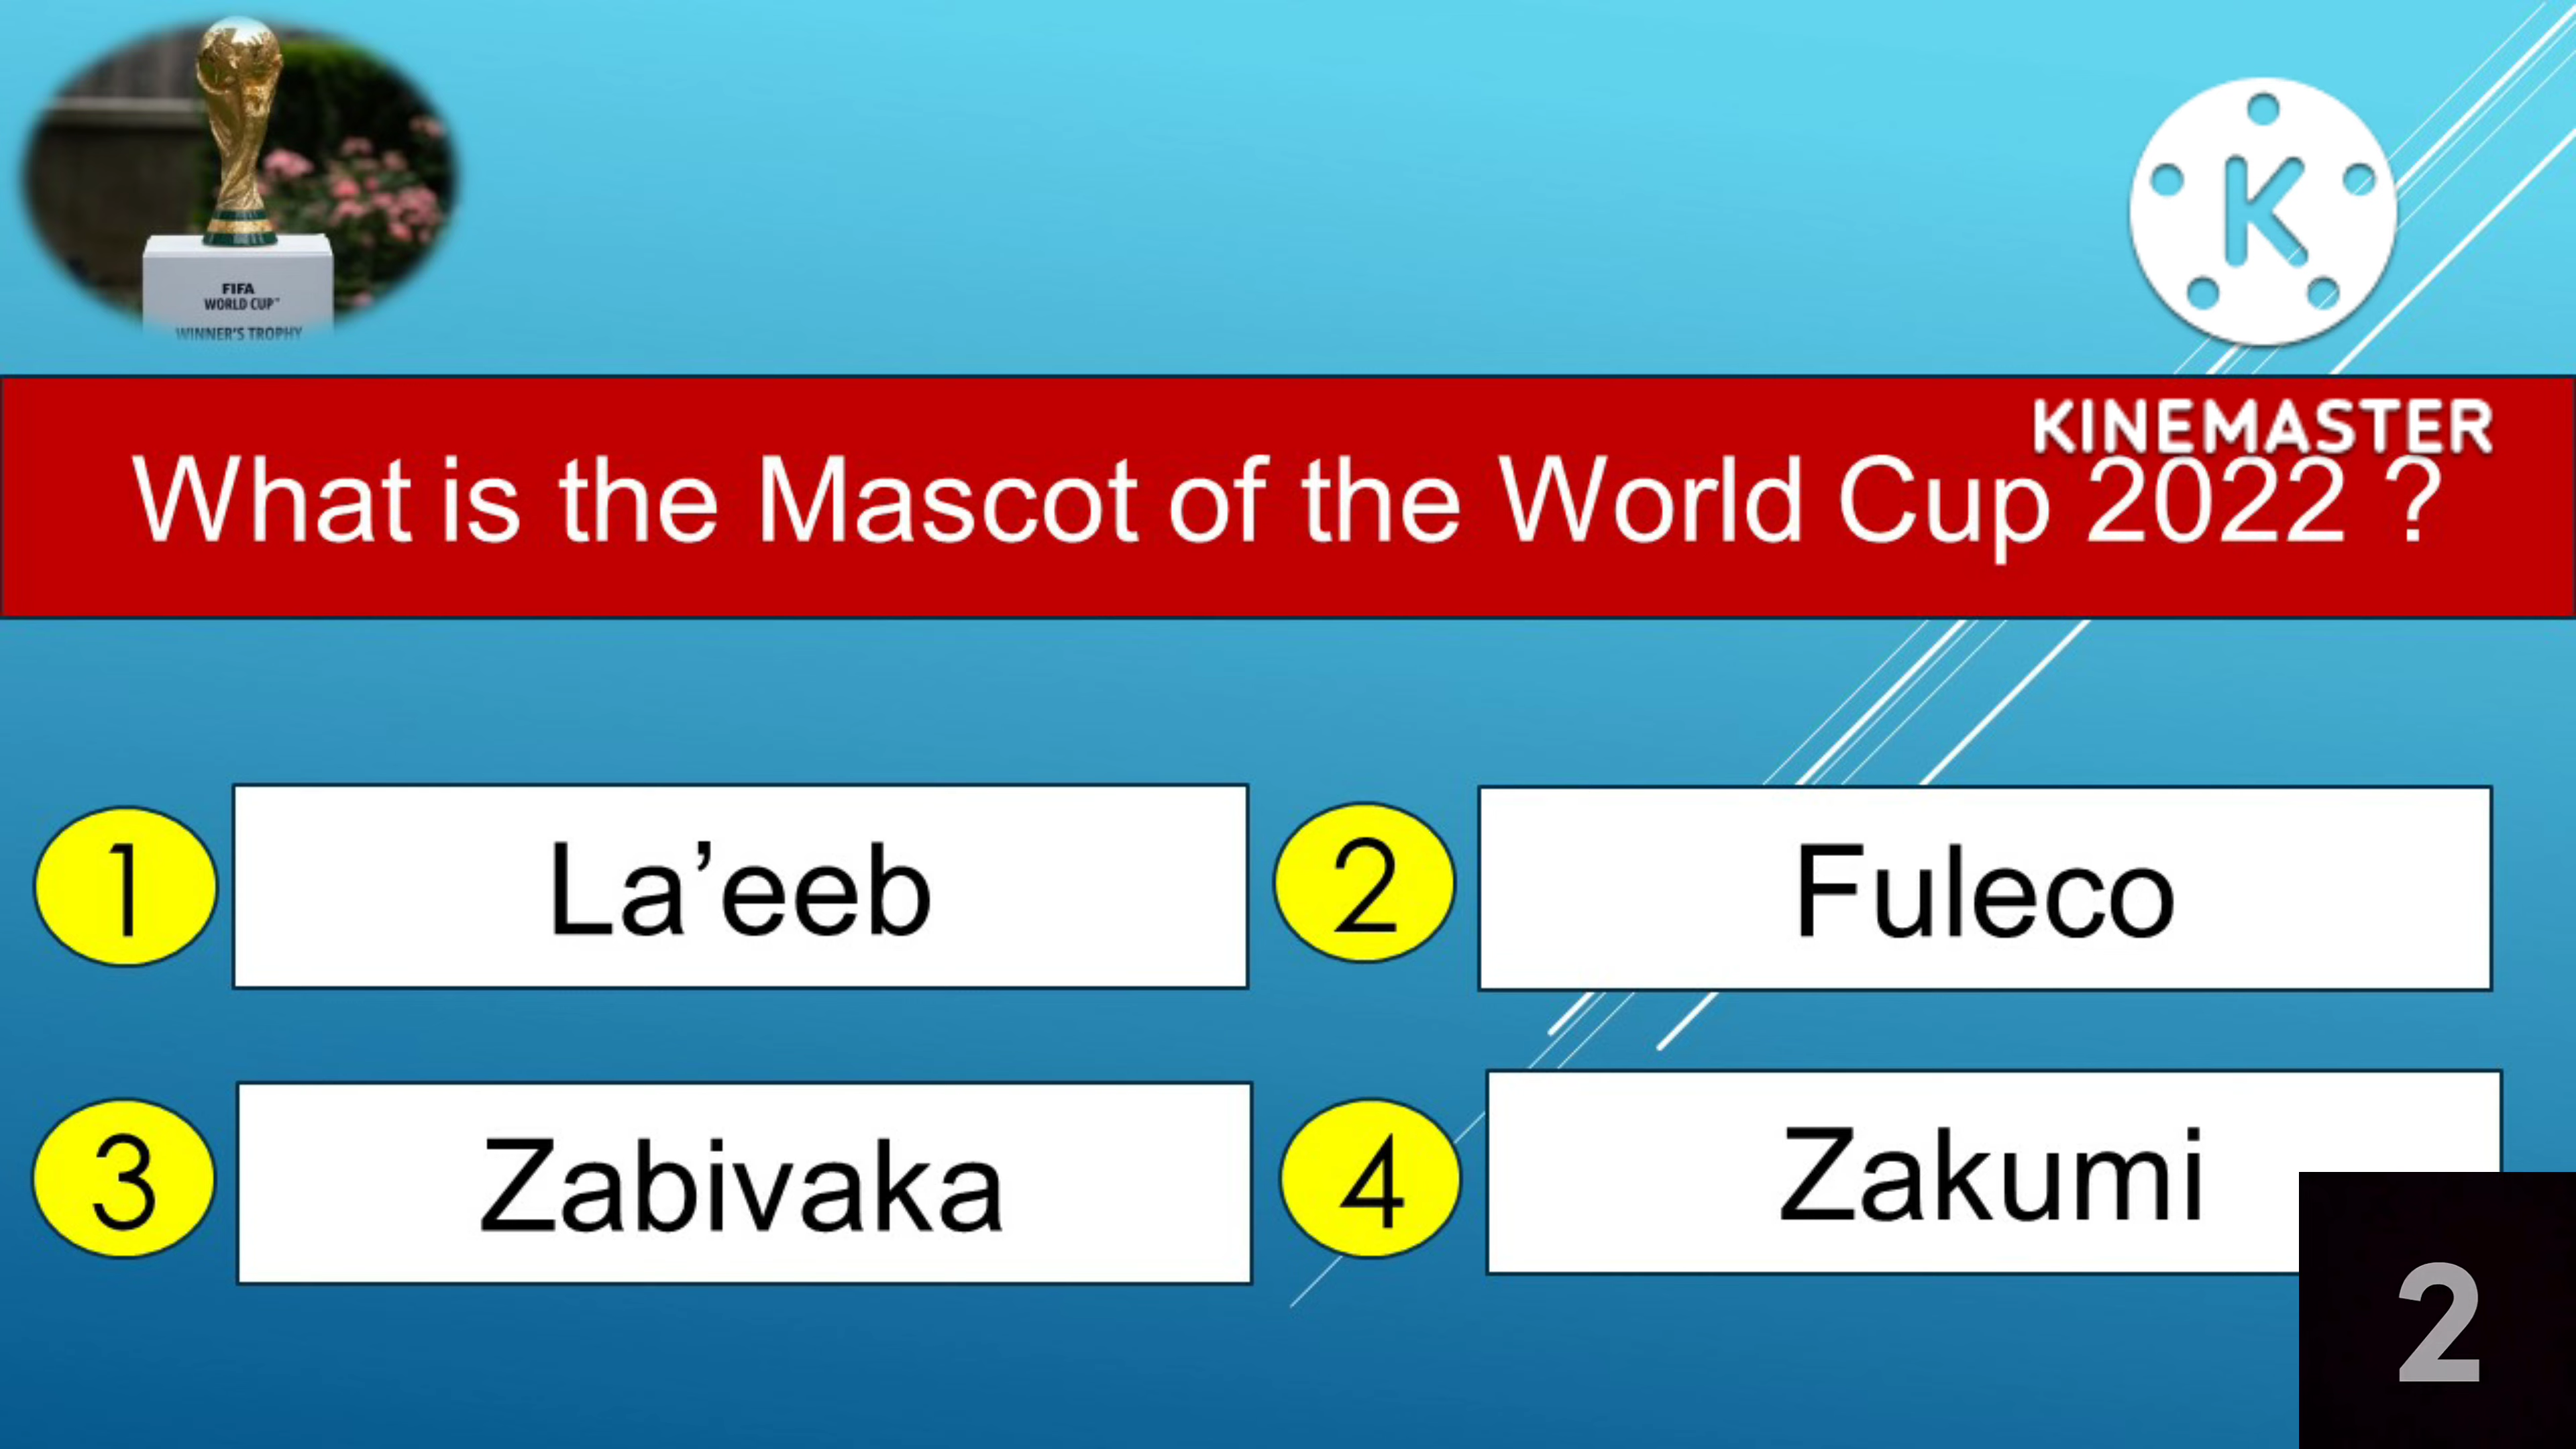 FIFA
WORLD CUP™
WINNER'S TROPHY
K
KINEMASTER
What is the Mascot of the World Cup 2022 ?
1
La’eeb
2
Fuleco
3
Zabivaka
4
Zakumi
2